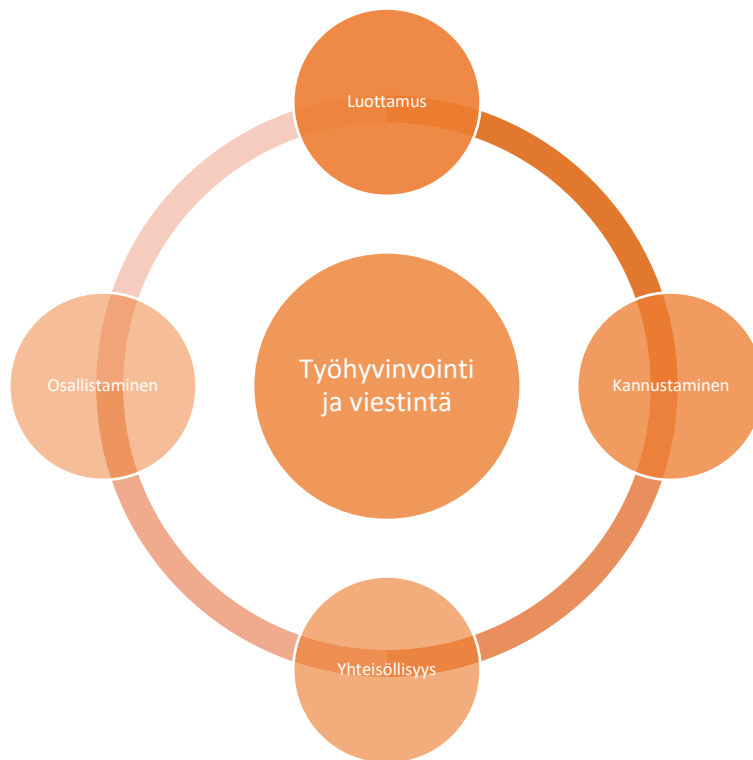 Luottamus
Osallistaminen
Työhyvinvointi
ja viestintä
Kannustaminen
Yhteisöllisyys